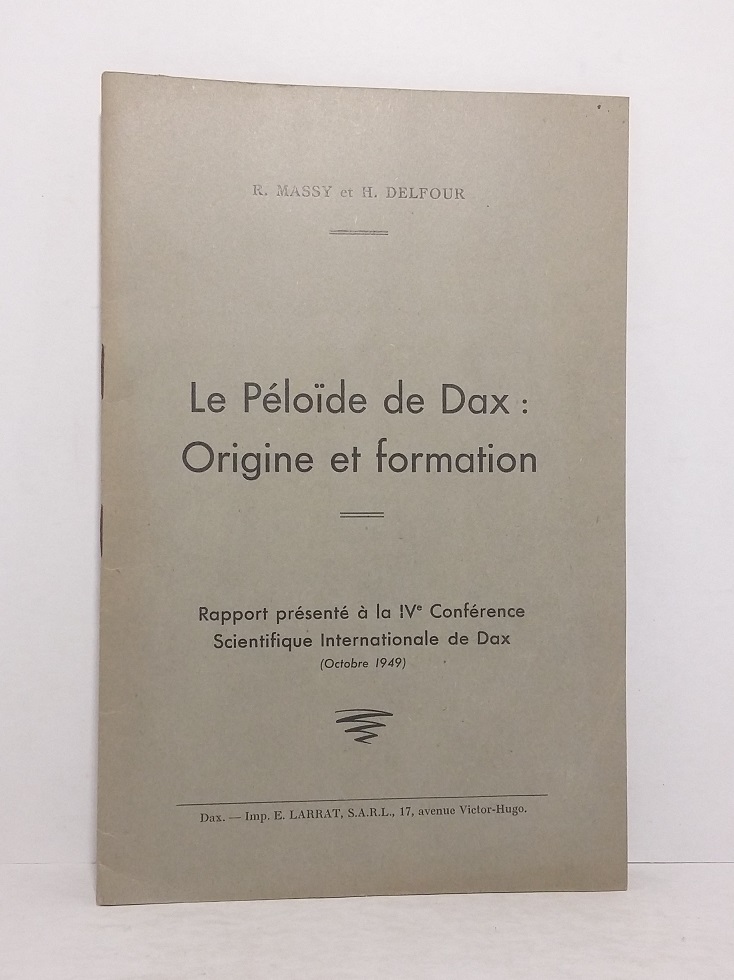 R. MASSY et H. DELFOUR
Le Péloïde de Dax :
Origine et formation
Rapport présenté à la IVe Conférence
Scientifique Internationale de Dax
(Octobre 1949)
Dax. — Imp. E. LARRAT, S.A.R.L., 17, avenue Victor-Hugo.